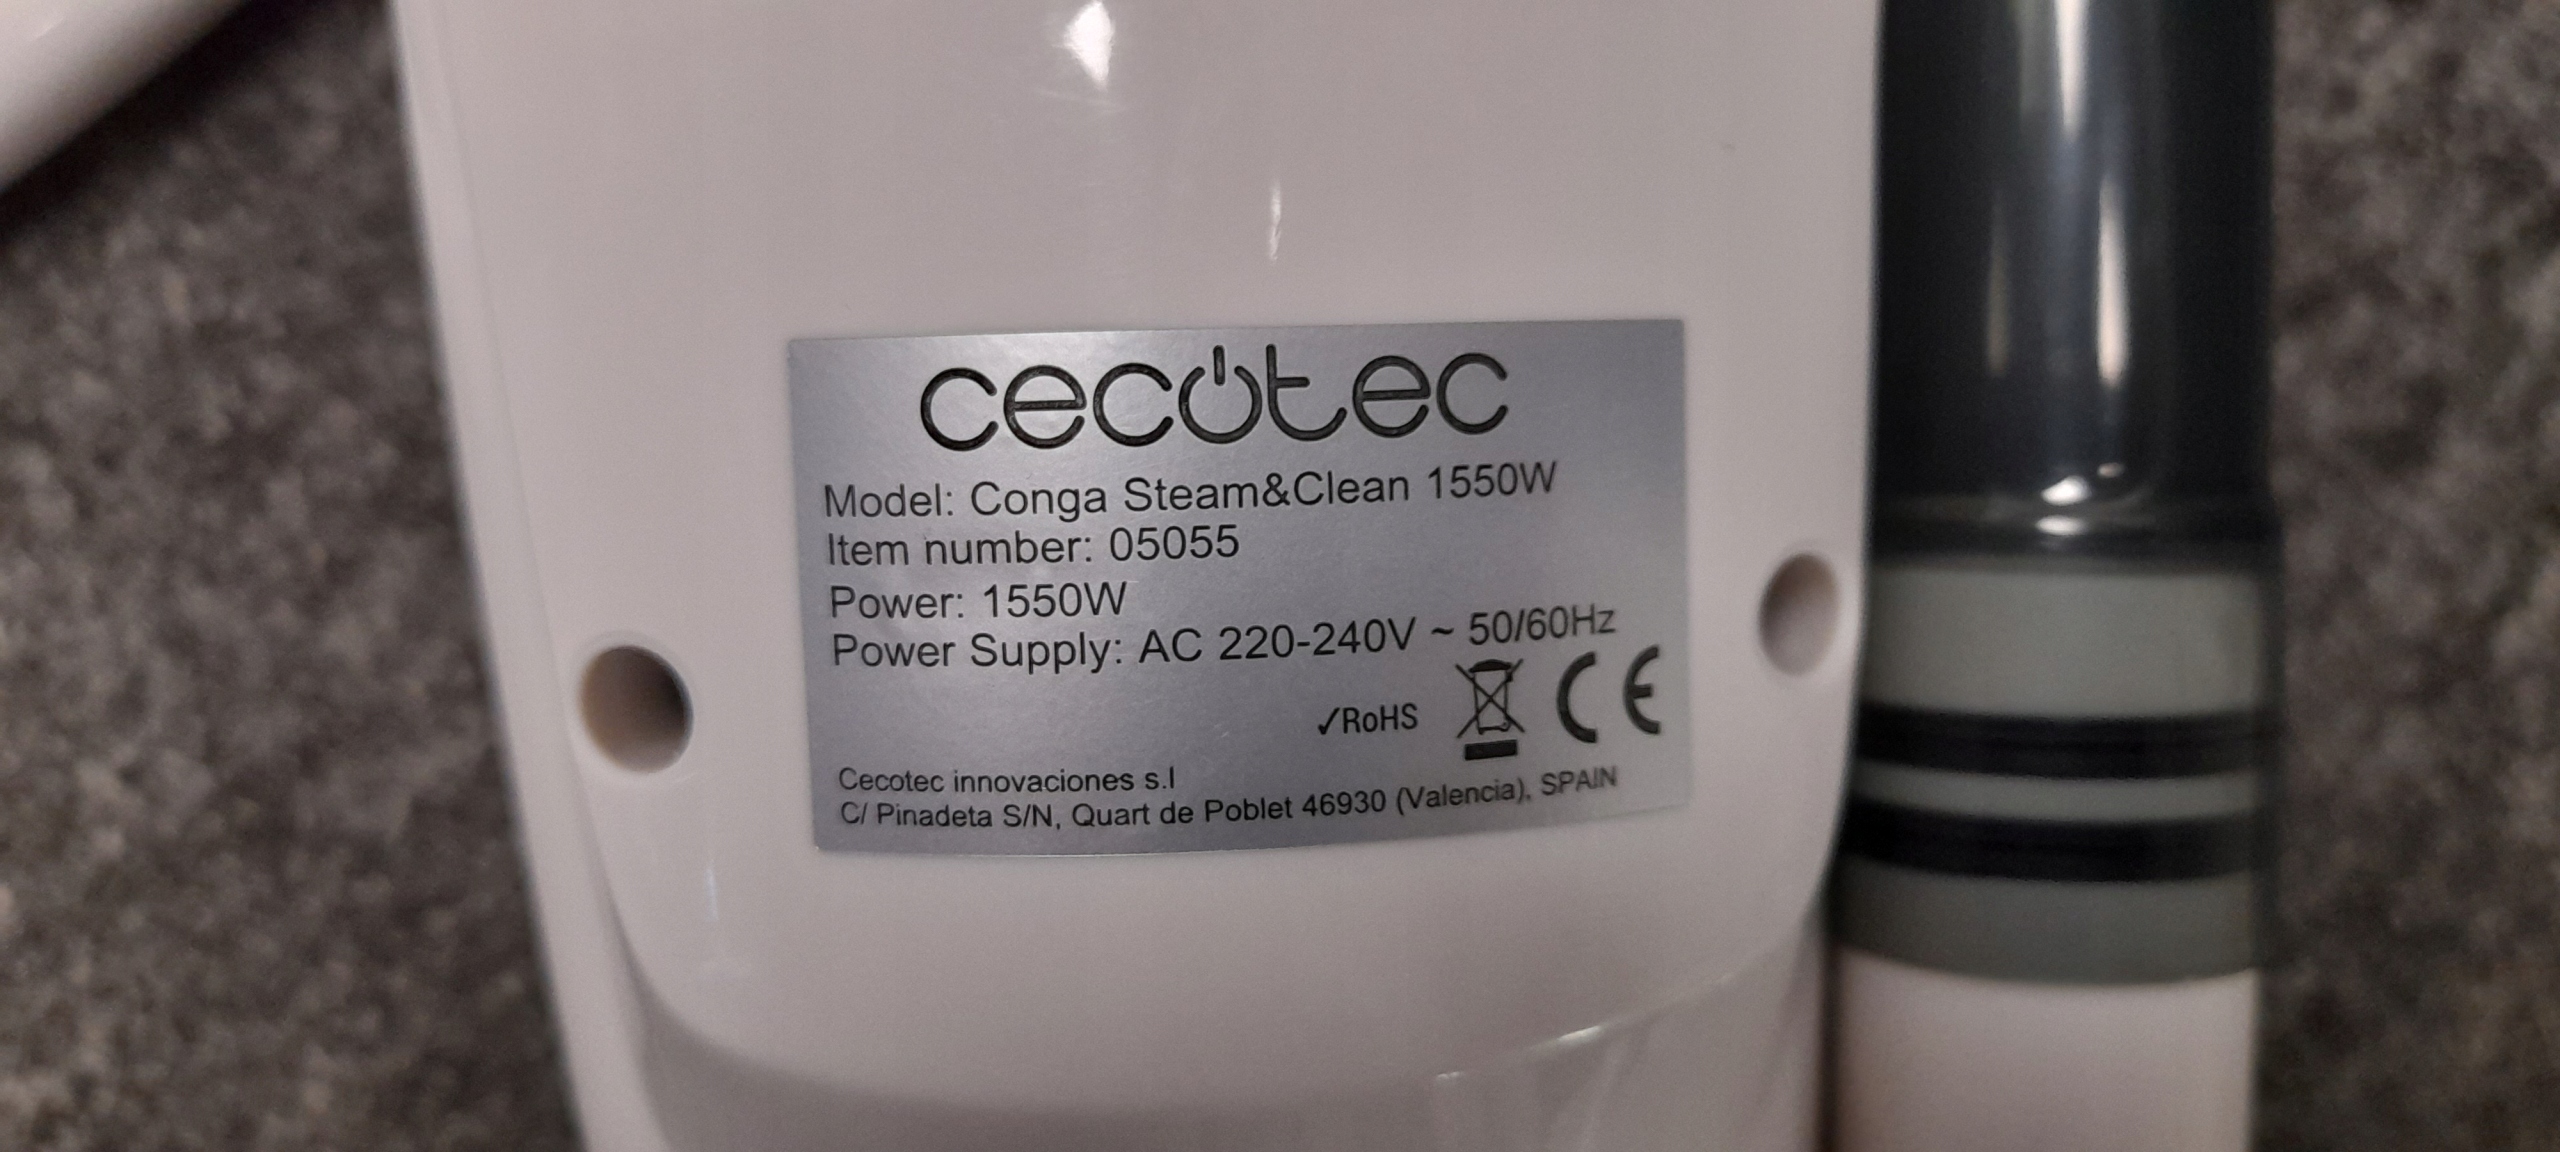 cecotec
Model: Conga Steam&Clean 1550W
Item number: 05055
Power: 1550W
Power Supply: AC 220-240V ~ 50/60Hz
✓RoHS CE
Cecotec innovaciones s.l
C/ Pinadeta S/N, Quart de Poblet 46930 (Valencia), SPAIN